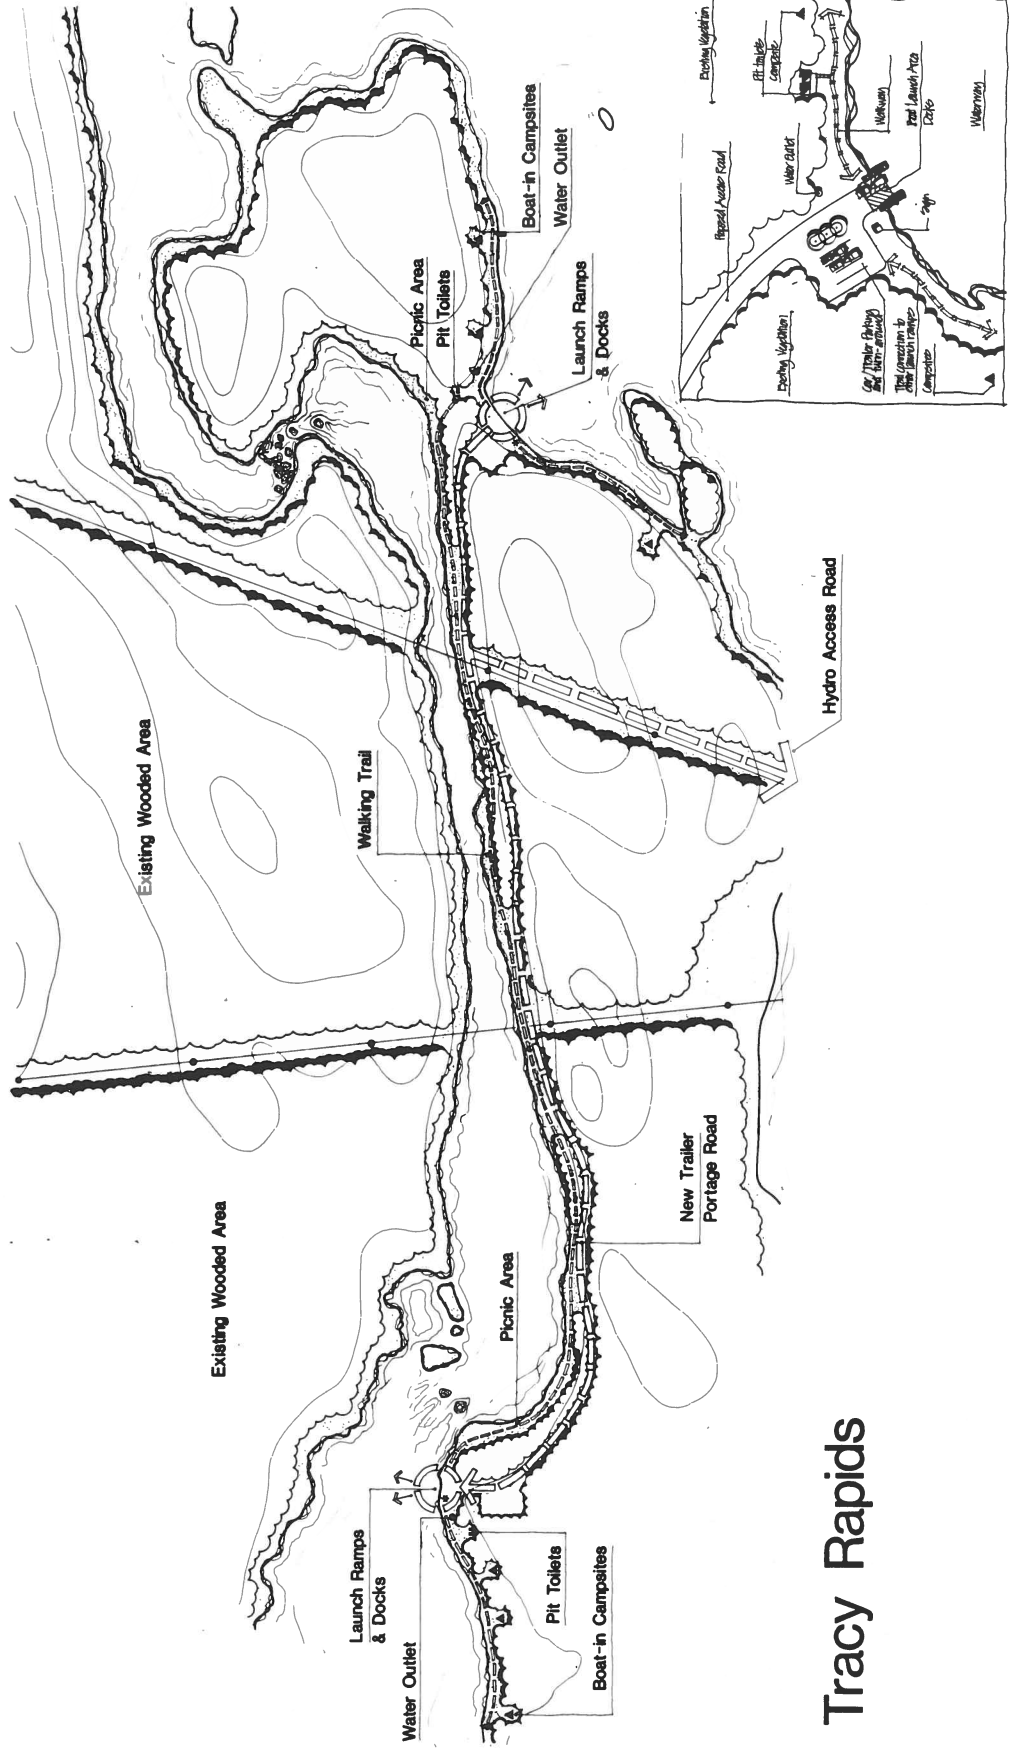 Tracy Rapids
Launch Ramps
& Docks
Water Outlet
Existing Wooded Area
Picnic Area
Pit Toilets
Boat-in Campsites
New Trailer
Portage Road
Existing Wooded Area
Walking Trail
Hydro Access Road
Picnic Area
Pit Toilets
Boat-in Campsites
Water Outlet
Launch Ramps
& Docks
Existing Vegetation
Pit toilets
Campsite
Proposed Access Road
Water Outlet
Walkway
Boat Launch Area
Docks
Waterway
Sign
Existing Vegetation
Car/Trailer Parking
and turn-around
Trail connection to
other launch ramps
Campsites